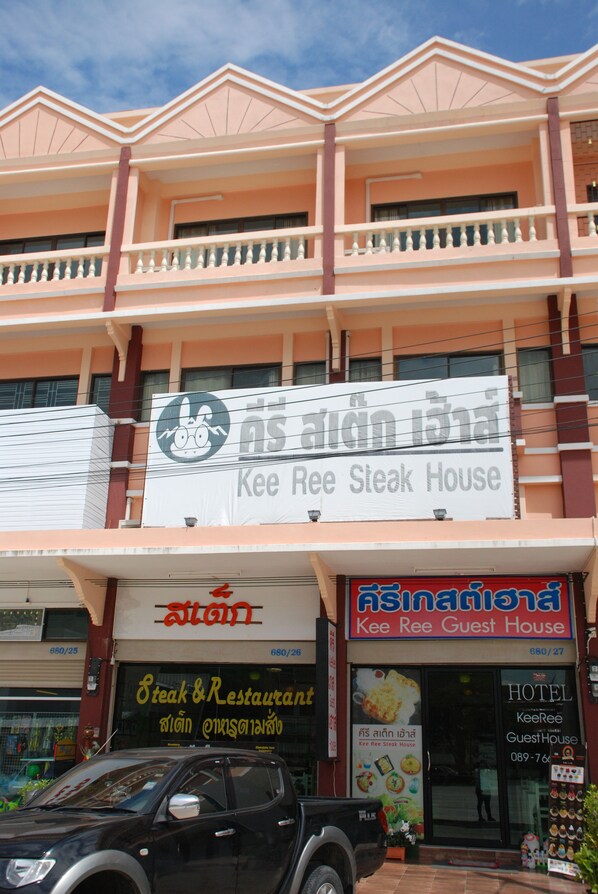 คีรี สเต๊ก เฮ้าส์
Kee Ree Steak House
สเต็ก
คีรีเกสต์เฮาส์
Kee Ree Guest House
680/25
680/26
680/27
Steak & Restaurant
สเต็ก อาหารตามสั่ง
คีรี สเต็ก เฮ้าส์
Kee Ree Steak House
HOTEL
KeeRee
GuestHouse
089-766